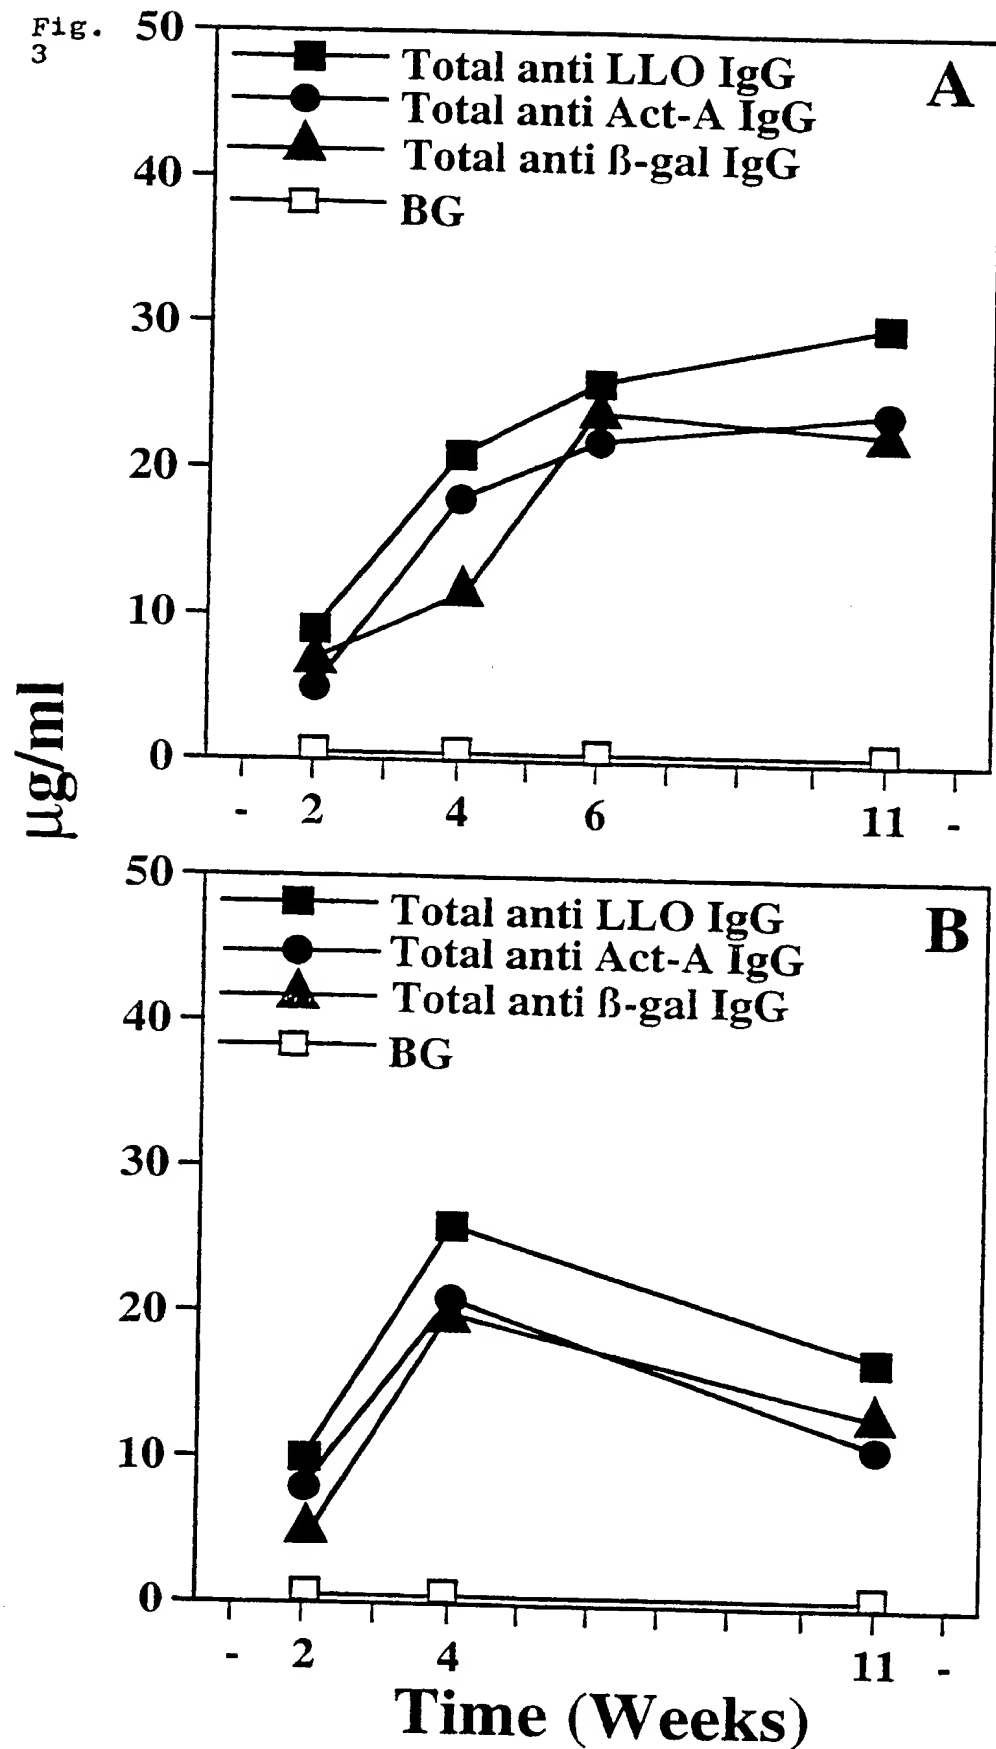 Fig.
3
50
Total anti LLO IgG
A
Total anti Act-A IgG
Total anti ß-gal IgG
40
BG
30
20
10
0
- 2 4 6 11 -
µg/ml
50
Total anti LLO IgG
B
Total anti Act-A IgG
Total anti ß-gal IgG
40
BG
30
20
10
0
- 2 4 11 -
Time (Weeks)